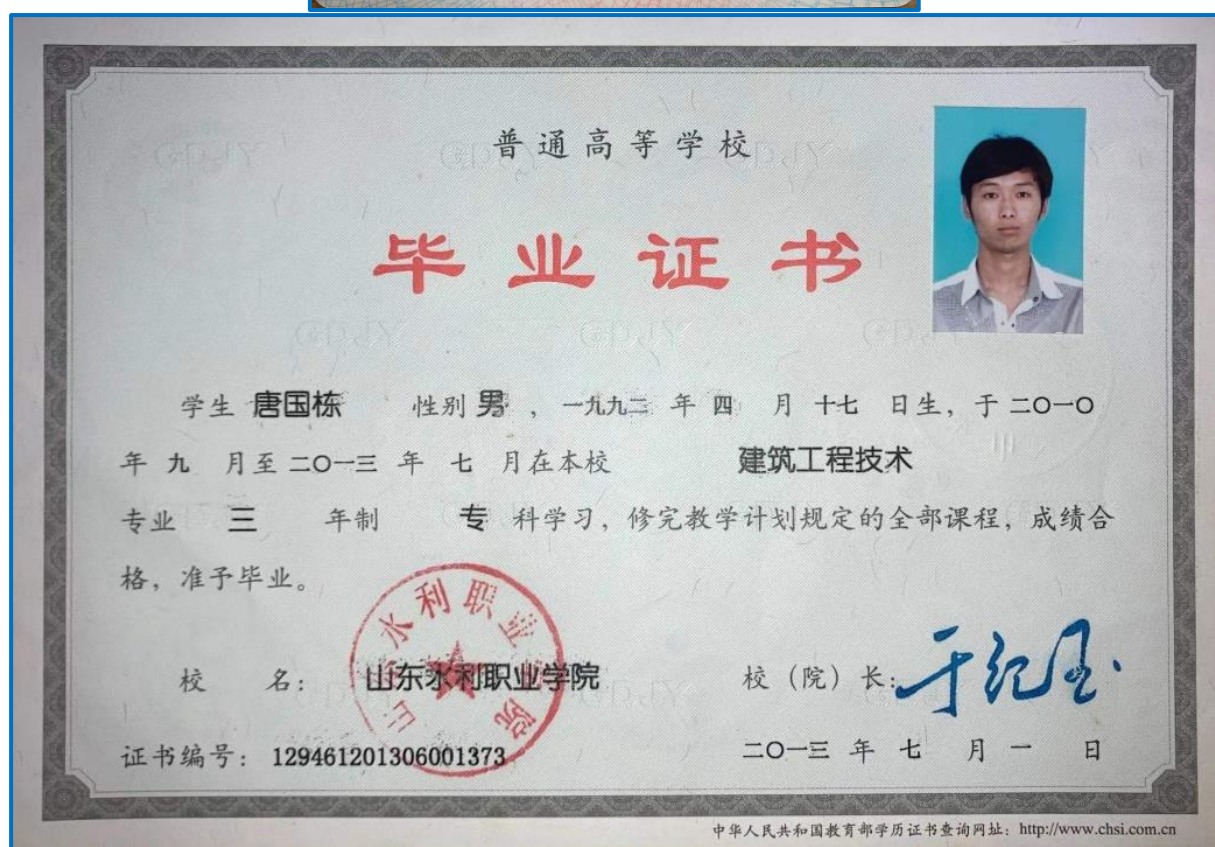 普通高等学校
毕业证书
学生 唐国栋 性别 男 ，一九九二 年 四 月 十七 日生，于 二〇一〇
年 九 月至 二〇一三 年 七 月在本校 建筑工程技术
专业 三 年制 专 科学习，修完教学计划规定的全部课程，成绩合
格，准予毕业。
山东水利职业学院
校 名： 山东水利职业学院 校（院）长：于纪玉
证书编号： 129461201306001373 二〇一三 年 七 月 一 日
中华人民共和国教育部学历证书查询网址：http://www.chsi.com.cn